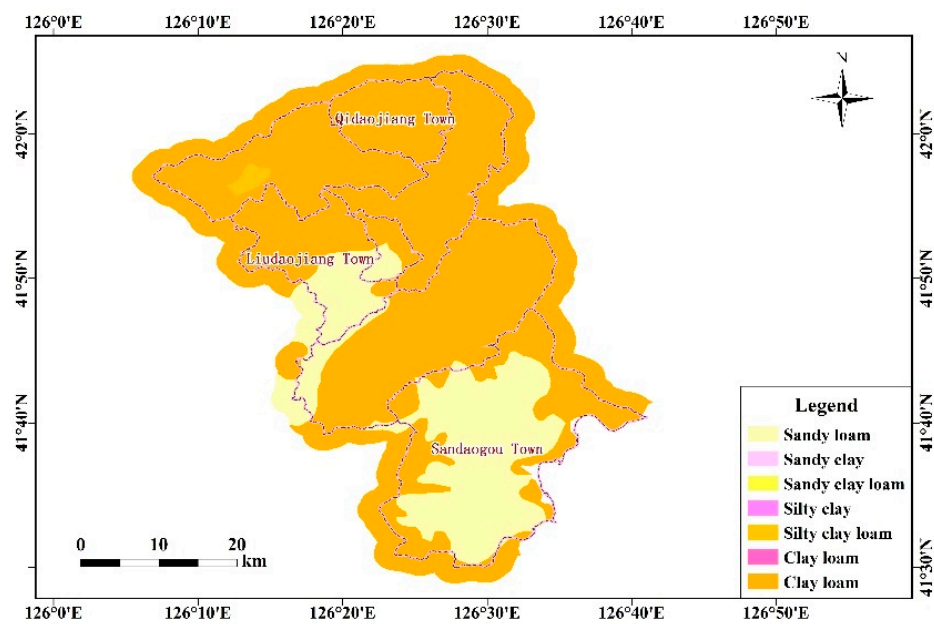 126°0'E 126°10'E 126°20'E 126°30'E 126°40'E 126°50'E
N
42°0'N 42°0'N
Qidaojiang Town
Liudaojiang Town
41°50'N 41°50'N
41°40'N 41°40'N
Sandaogou Town
Legend
Sandy loam
Sandy clay
Sandy clay loam
Silty clay
Silty clay loam
Clay loam
Clay loam
0 10 20
km
41°30'N 41°30'N
126°0'E 126°10'E 126°20'E 126°30'E 126°40'E 126°50'E